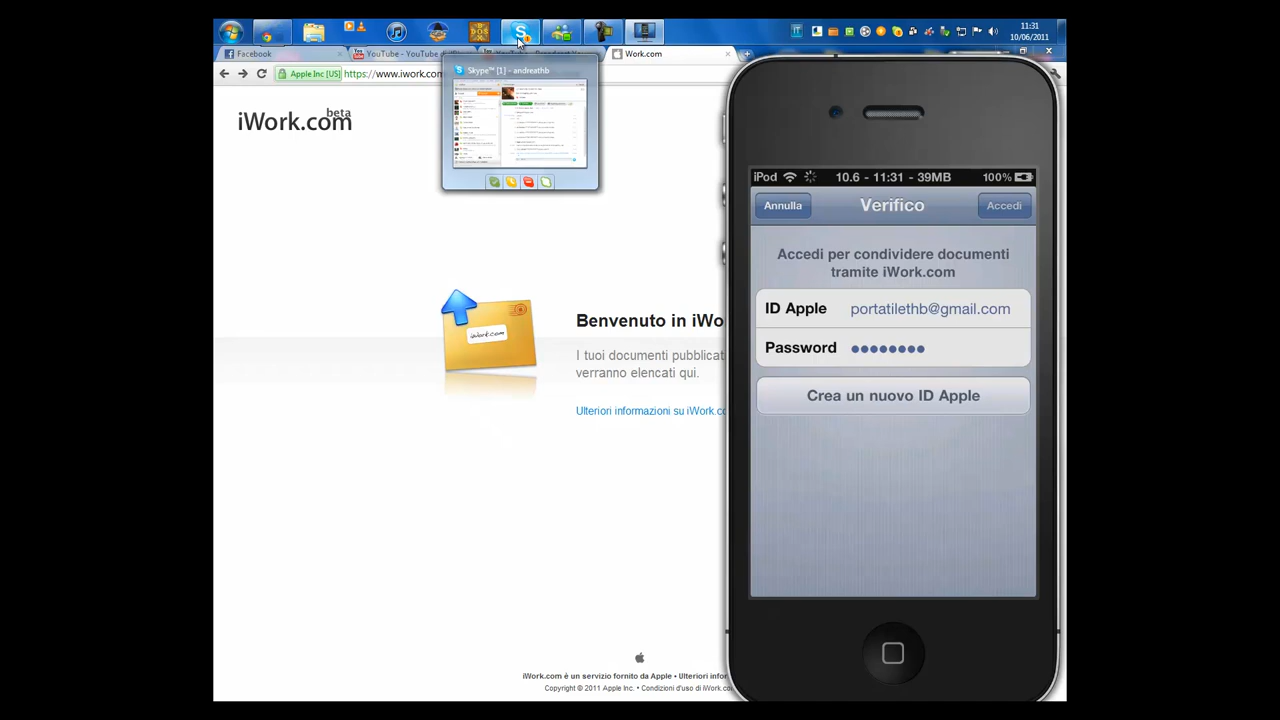 11:31
10/06/2011
Facebook
Work.com
Apple Inc [US]
https://www.iwork.com
Skype™ [1] - andreathb
iWork.com
beta
iPod
10.6 - 11:31 - 39MB
100%
Annulla
Verifico
Accedi
Accedi per condividere documenti
tramite iWork.com
ID Apple
portatilethb@gmail.com
Password
Crea un nuovo ID Apple
iwork.com
Benvenuto in iWo
I tuoi documenti pubblicat
verranno elencati qui.
Ulteriori informazioni su iWork.co
iWork.com è un servizio fornito da Apple • Ulteriori infor
Copyright © 2011 Apple Inc. • Condizioni d'uso di iWork.co